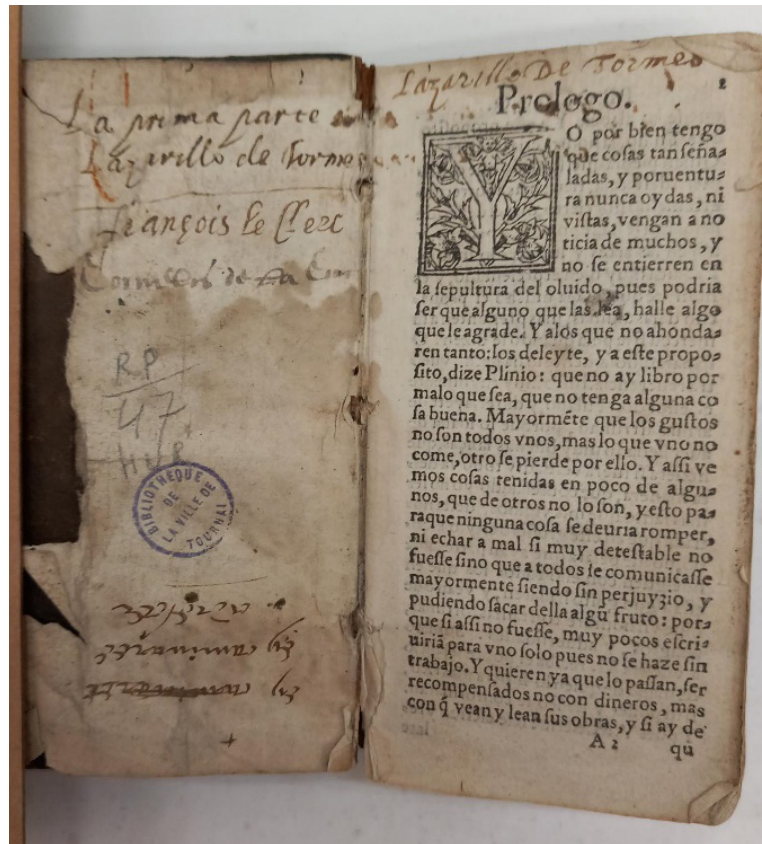 La prima parte
Lazarillo de Tormes
François le Clerc
RP
47
BIBLIOTHEQUE
DE
LA VILLE DE
TOURNAI
Lazarillo De Tormes
Prologo. 2
YO por bien tengo
que coſas tan ſeña⸗
ladas, y por uentu⸗
ra nunca oydas, ni
viſtas, vengan a no
ticia de muchos, y
no ſe entierren en
la ſepultura del oluido, pues podria
ſer que alguno que las lea, halle algo
que le agrade. Y alos que no ahonda⸗
ren tanto: los deleyte, y a eſte propo⸗
ſito, dize Plinio: que no ay libro por
malo que ſea, que no tenga alguna co
ſa buena. Mayormẽte que los guſtos
no ſon todos vnos, mas lo que vno no
come, otro ſe pierde por ello. Y aſſi ve
mos coſas tenidas en poco de algu⸗
nos, que de otros no lo ſon, y eſto pa⸗
ra que ninguna coſa ſe deuria romper,
ni echar a mal ſi muy deteſtable no
fueſſe ſino que a todos ſe comunicaſſe
mayormente ſiendo ſin perjuyzio, y
pudiendo ſacar della algũ fruto: por⸗
que ſi aſſi no fueſſe, muy pocos eſcri⸗
uiriã para vno ſolo pues no ſe haze ſin
trabajo. Y quieren ya que lo paſſan, ſer
recompenſados no con dineros, mas
con q̃ vean y lean ſus obras, y ſi ay de
A 2 qũ